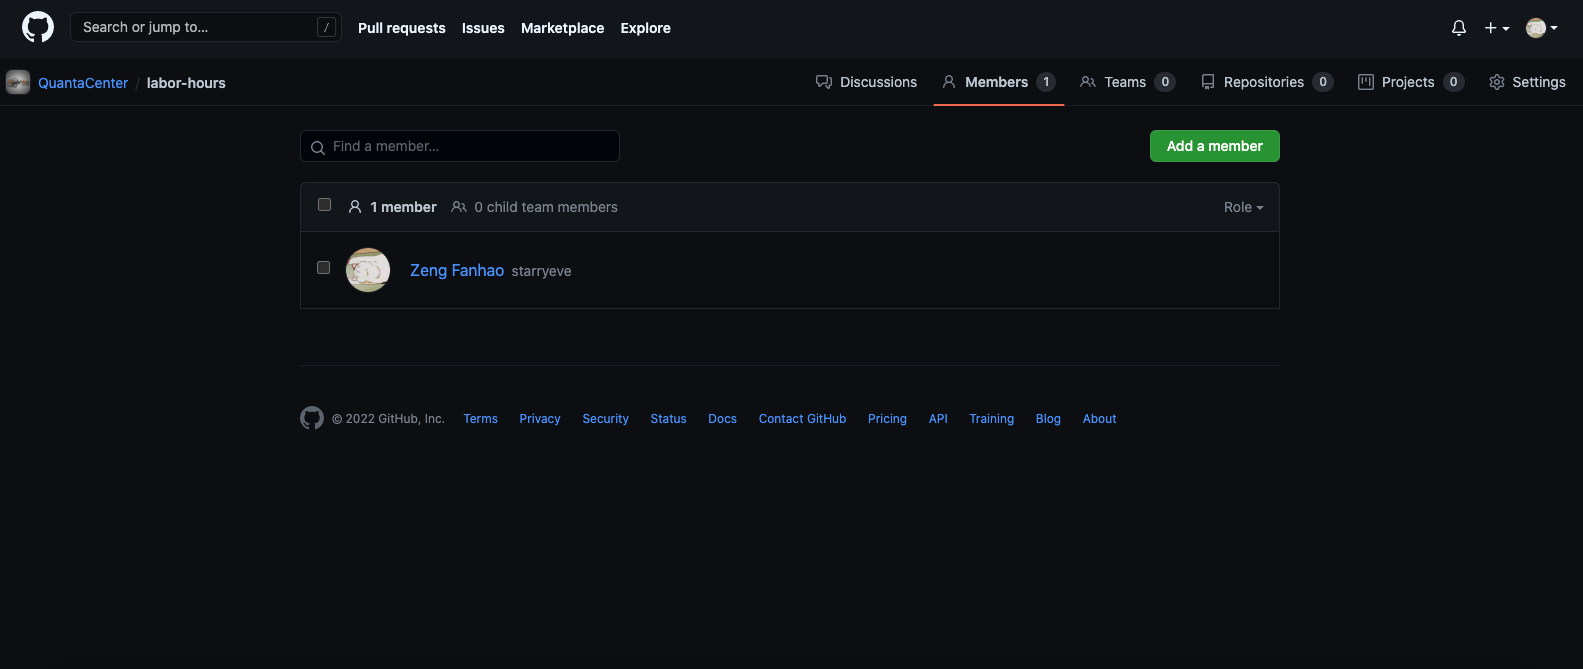 Search or jump to... / Pull requests Issues Marketplace Explore
QuantaCenter / labor-hours Discussions Members 1 Teams 0 Repositories 0 Projects 0 Settings
Find a member... Add a member
1 member 0 child team members Role
Zeng Fanhao starryeve
© 2022 GitHub, Inc. Terms Privacy Security Status Docs Contact GitHub Pricing API Training Blog About